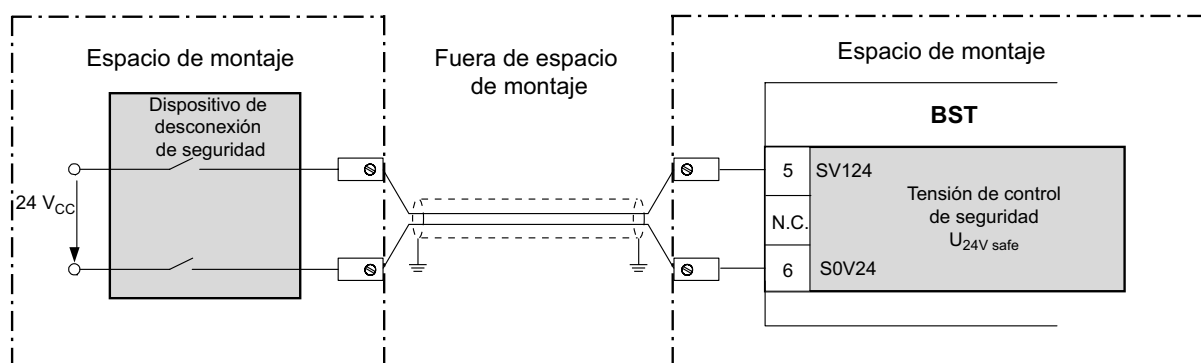 Espacio de montaje
Fuera de espacio
de montaje
Espacio de montaje
Dispositivo de
desconexión
de seguridad
24 VCC
BST
5
SV124
N.C.
6
S0V24
Tensión de control
de seguridad
U24V safe